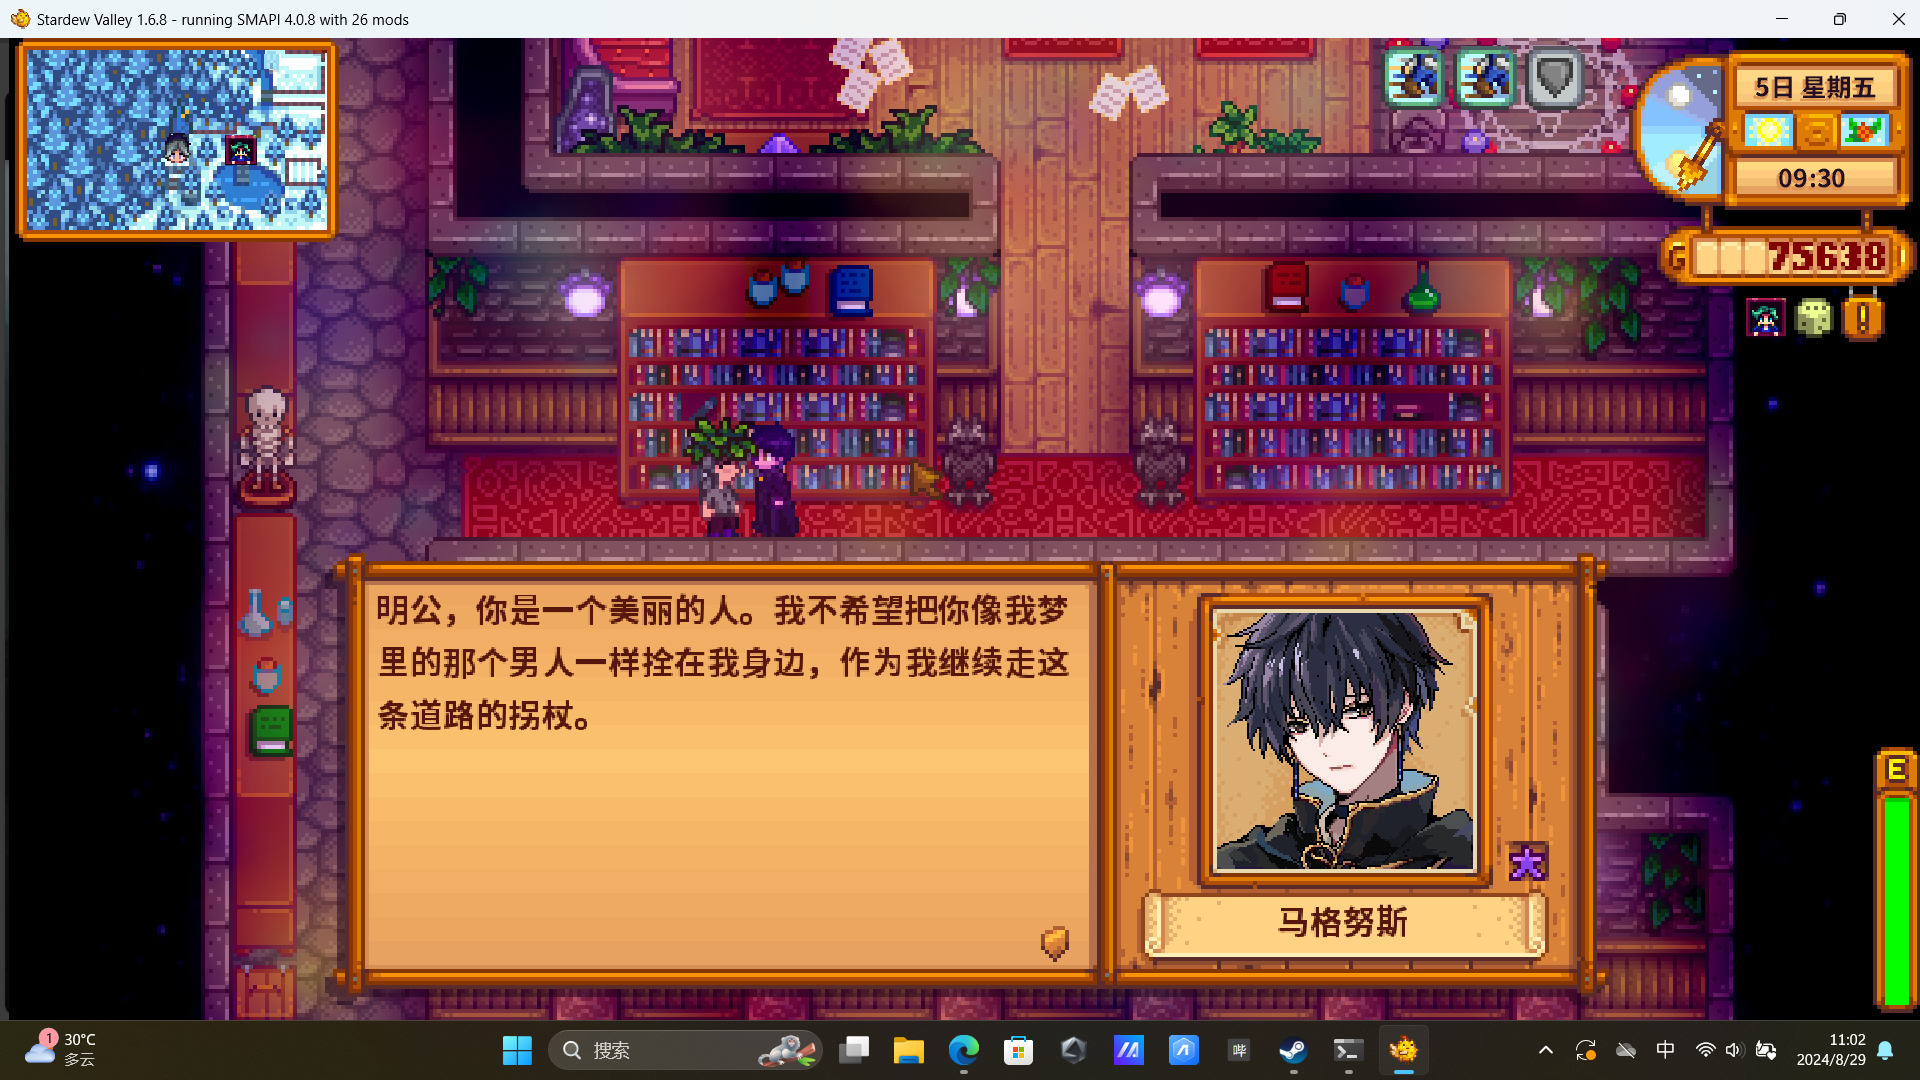 Stardew Valley 1.6.8 - running SMAPI 4.0.8 with 26 mods
5日 星期五
09:30
G 75638
明公，你是一个美丽的人。我不希望把你像我梦
里的那个男人一样拴在我身边，作为我继续走这
条道路的拐杖。
马格努斯
E
1
30°C
多云
搜索
哔
中
11:02
2024/8/29